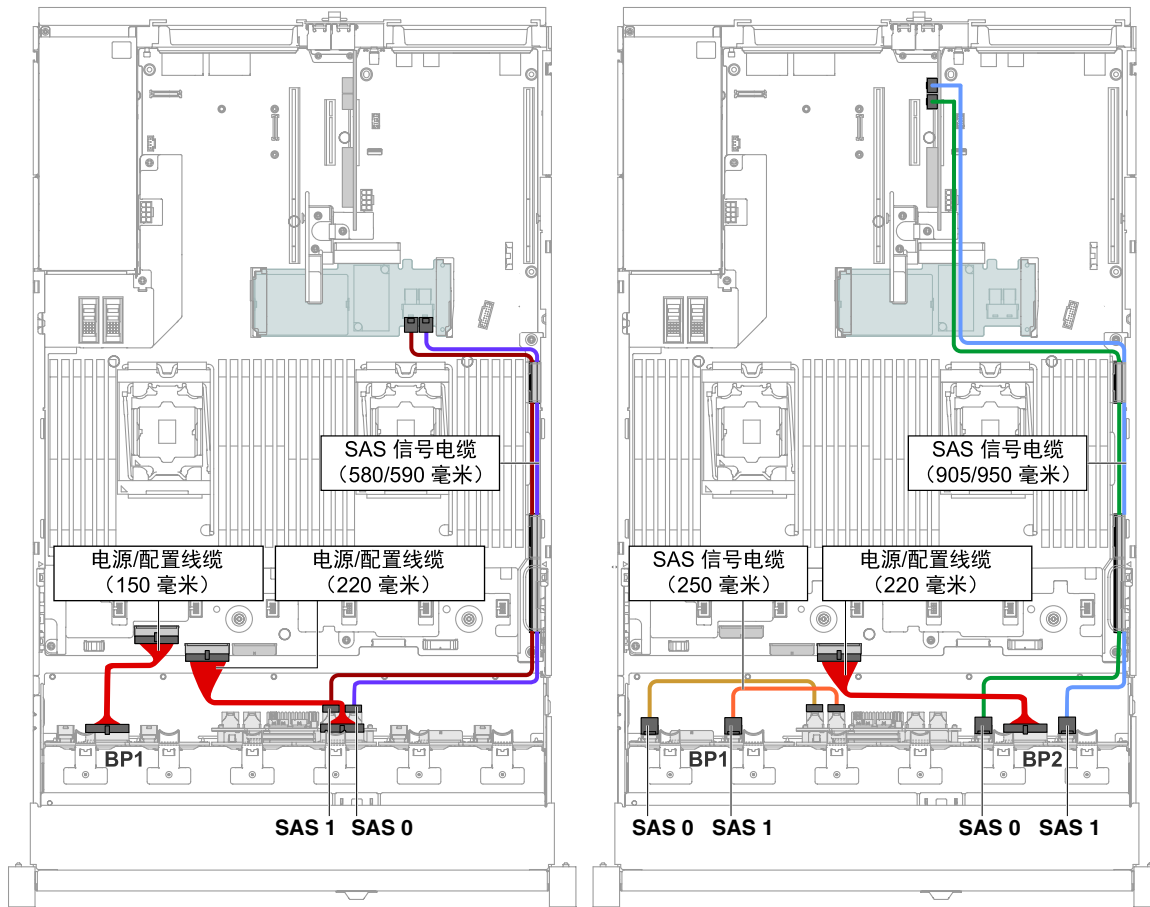 SAS 信号电缆
（580/590 毫米）
电源/配置线缆
（150 毫米）
电源/配置线缆
（220 毫米）
BP1
SAS 1
SAS 0
SAS 信号电缆
（905/950 毫米）
SAS 信号电缆
（250 毫米）
电源/配置线缆
（220 毫米）
BP1
BP2
SAS 0
SAS 1
SAS 0
SAS 1